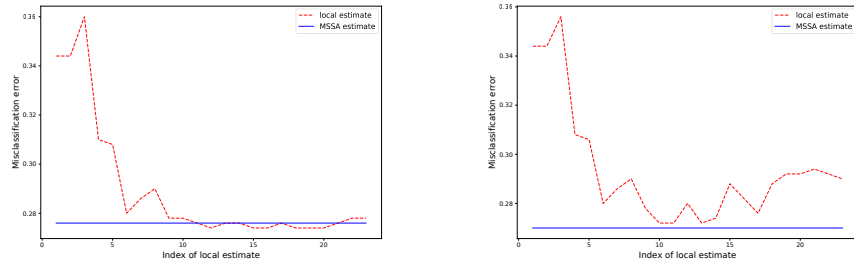 0.36
0.34
0.32
0.30
0.28
0
5
10
15
20
Misclassification error
Index of local estimate
local estimate
MSSA estimate
0.36
0.34
0.32
0.30
0.28
0
5
10
15
20
Misclassification error
Index of local estimate
local estimate
MSSA estimate